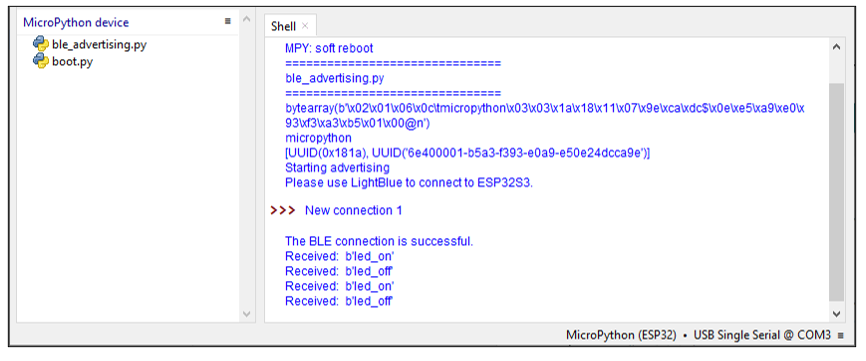 MicroPython device
ble_advertising.py
boot.py
Shell
MPY: soft reboot
===============================
ble_advertising.py
===============================
bytearray(b'\x02\x01\x06\x0c\tmicropython\x03\x03\x1a\x18\x11\x07\x9e\xca\xdc$\x0e\xe5\xa9\xe0\x
93\xf3\xa3\xb5\x01\x00@n')
micropython
[UUID(0x181a), UUID('6e400001-b5a3-f393-e0a9-e50e24dcca9e')]
Starting advertising
Please use LightBlue to connect to ESP32S3.
>>> New connection 1
The BLE connection is successful.
Received: b'led_on'
Received: b'led_off'
Received: b'led_on'
Received: b'led_off'
MicroPython (ESP32) • USB Single Serial @ COM3